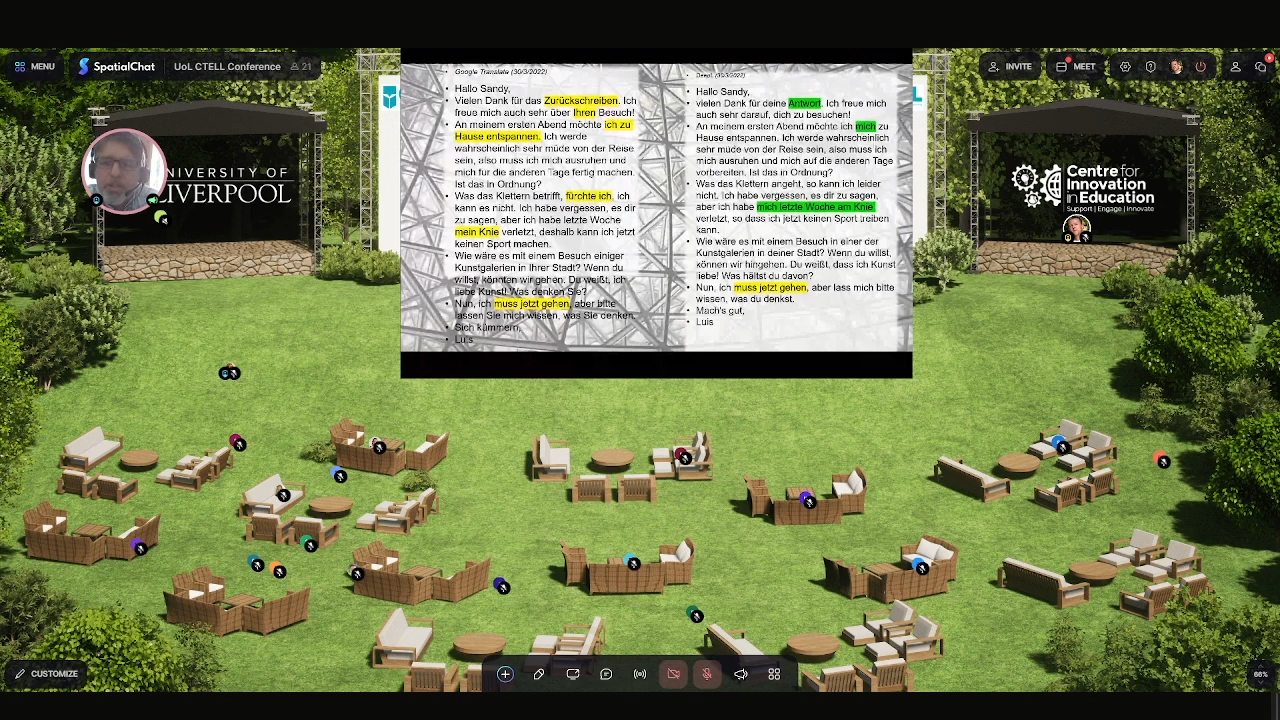 MENU
SpatialChat
UoL CTELL Conference
21
INVITE
MEET
Google Translate (30/3/2022)
Hallo Sandy,
Vielen Dank für das Zurückschreiben. Ich
freue mich auch sehr über Ihren Besuch!
An meinem ersten Abend möchte ich zu
Hause entspannen. Ich werde
wahrscheinlich sehr müde von der Reise
sein, also muss ich mich ausruhen und
mich für die anderen Tage fertig machen.
Ist das in Ordnung?
Was das Klettern betrifft, fürchte ich, ich
kann es nicht. Ich habe vergessen, es dir
zu sagen, aber ich habe letzte Woche
mein Knie verletzt, deshalb kann ich jetzt
keinen Sport machen.
Wie wäre es mit einem Besuch einiger
Kunstgalerien in Ihrer Stadt? Wenn du
willst, könnten wir gehen. Du weißt, ich
liebe Kunst! Was denken Sie?
Nun, ich muss jetzt gehen, aber bitte
lassen Sie mich wissen, was Sie denken.
Sich kümmern,
Luis
DeepL (30/3/2022)
Hallo Sandy,
vielen Dank für deine Antwort. Ich freue mich
auch sehr darauf, dich zu besuchen!
An meinem ersten Abend möchte ich mich zu
Hause entspannen. Ich werde wahrscheinlich
sehr müde von der Reise sein, also muss ich
mich ausruhen und mich auf die anderen Tage
vorbereiten. Ist das in Ordnung?
Was das Klettern angeht, so kann ich leider
nicht. Ich habe vergessen, es dir zu sagen,
aber ich habe mich letzte Woche am Knie
verletzt, so dass ich jetzt keinen Sport treiben
kann.
Wie wäre es mit einem Besuch in einer der
Kunstgalerien in deiner Stadt? Wenn du willst,
können wir hingehen. Du weißt, dass ich Kunst
liebe! Was hältst du davon?
Nun, ich muss jetzt gehen, aber lass mich bitte
wissen, was du denkst.
Mach's gut,
Luis
NIVERSITY OF
LIVERPOOL
Centre for
Innovation
in Education
Support | Engage | Innovate
CUSTOMIZE
66%